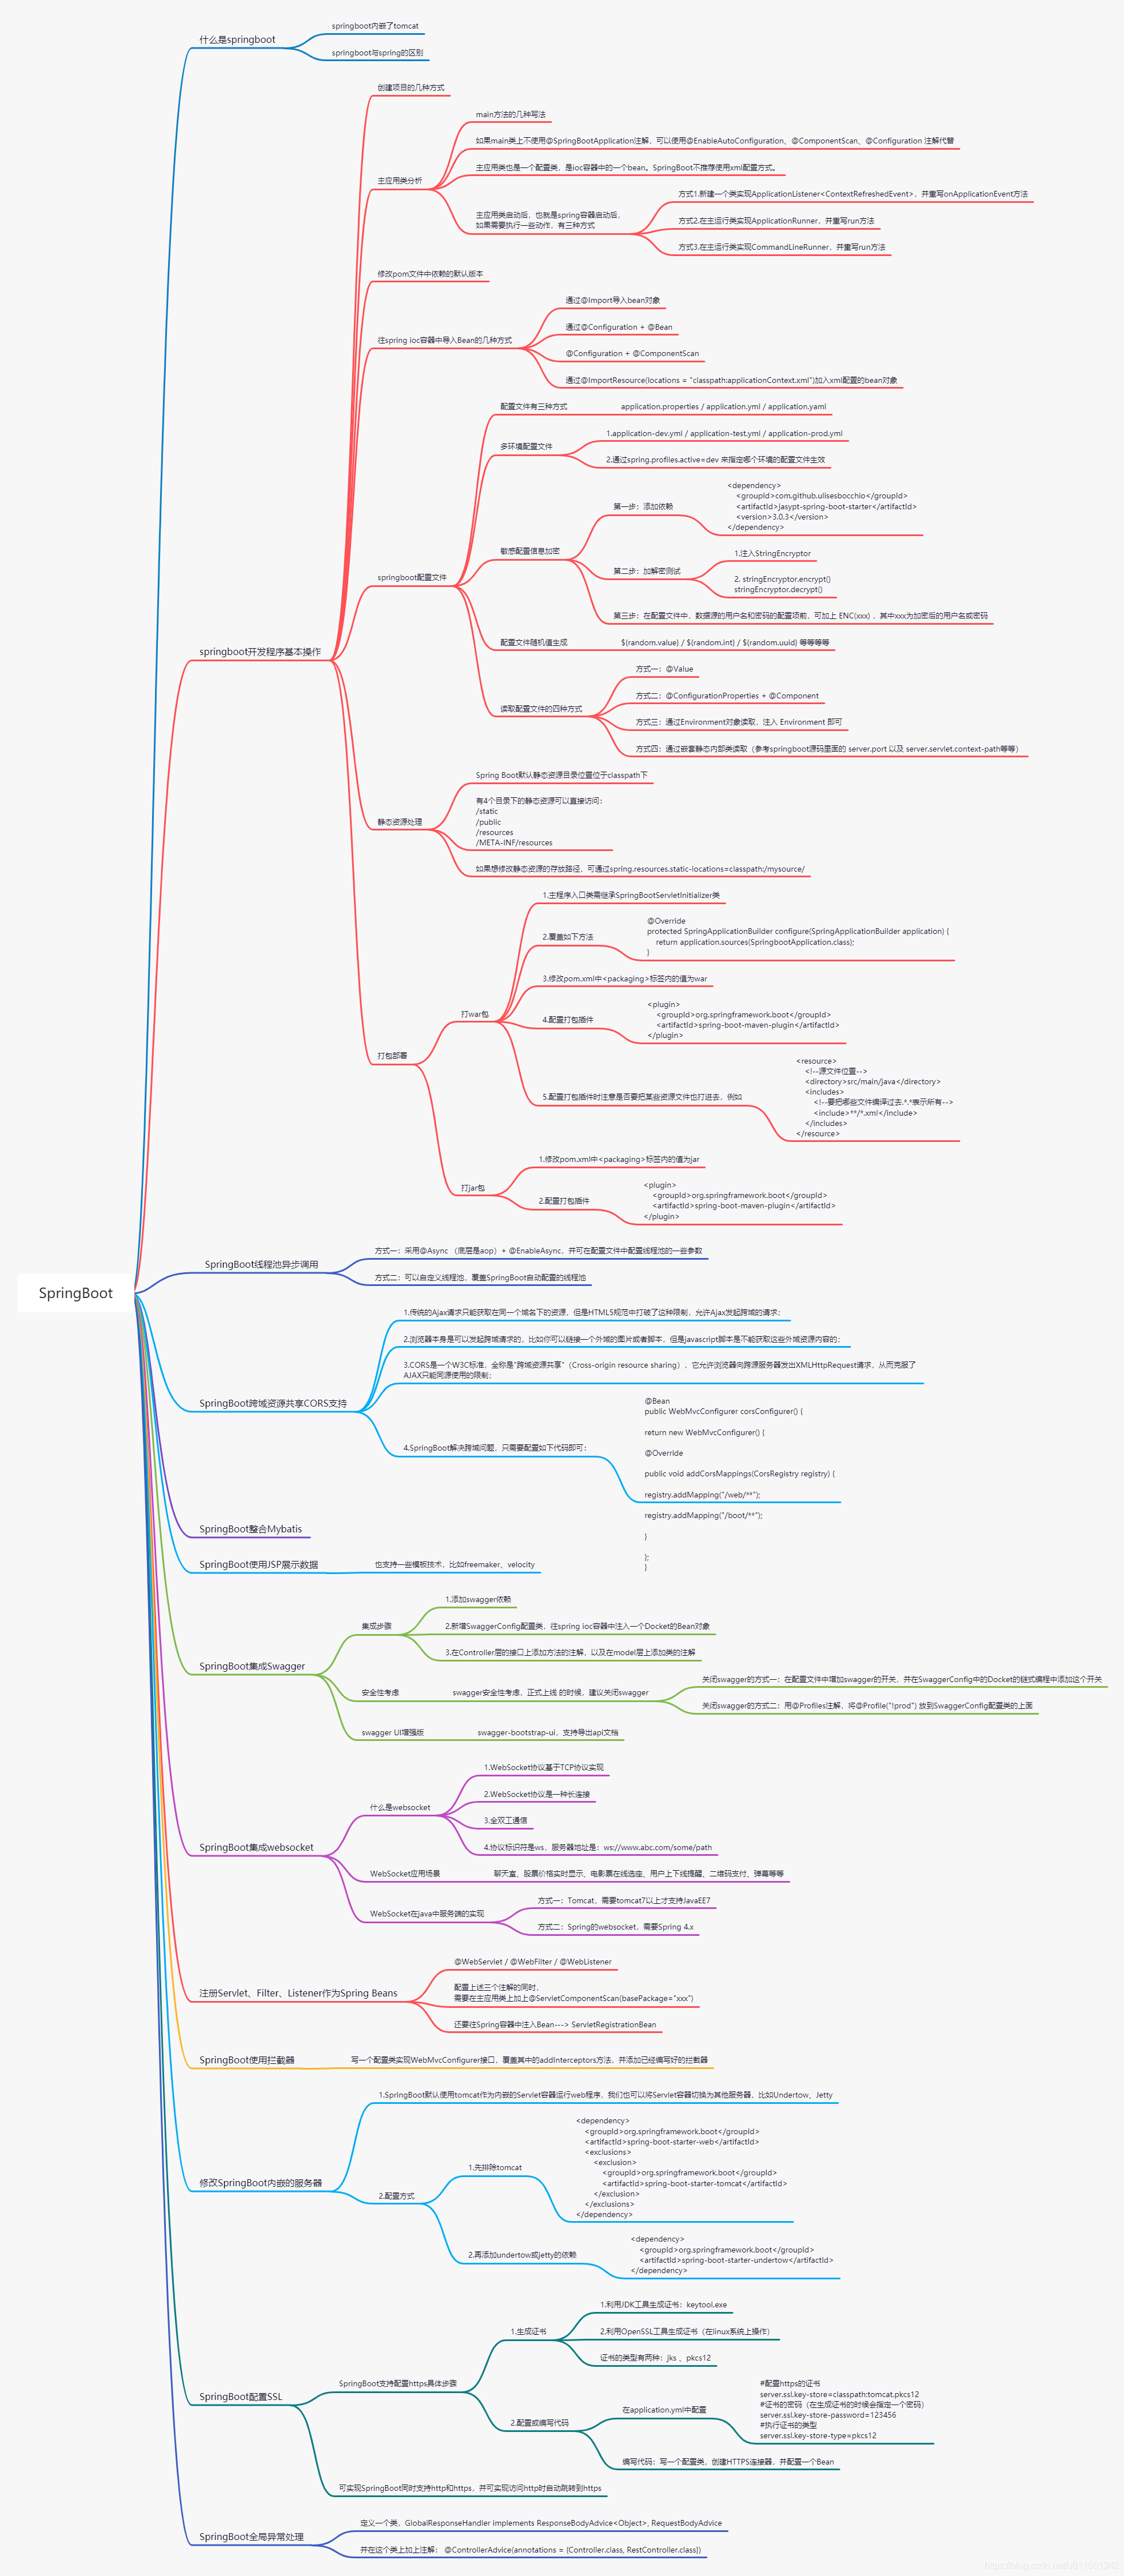 SpringBoot
什么是springboot
springboot内嵌了tomcat
springboot与spring的区别
springboot开发程序基本操作
创建项目的几种方式
主应用类分析
main方法的几种写法
如果main类上不使用@SpringBootApplication注解，可以使用@EnableAutoConfiguration、@ComponentScan、@Configuration 注解代替
主应用类也是一个配置类，是ioc容器中的一个bean。SpringBoot不推荐使用xml配置方式。
主应用类启动后，也就是spring容器启动后，
如果需要执行一些动作，有三种方式
方式1.新建一个类实现ApplicationListener<ContextRefreshedEvent>，并重写onApplicationEvent方法
方式2.在主运行类实现ApplicationRunner，并重写run方法
方式3.在主运行类实现CommandLineRunner，并重写run方法
修改pom文件中依赖的默认版本
往spring ioc容器中导入Bean的几种方式
通过@Import导入bean对象
通过@Configuration + @Bean
@Configuration + @ComponentScan
通过@ImportResource(locations = "classpath:applicationContext.xml")加入xml配置的bean对象
springboot配置文件
配置文件有三种方式
application.properties / application.yml / application.yaml
多环境配置文件
1.application-dev.yml / application-test.yml / application-prod.yml
2.通过spring.profiles.active=dev 来指定哪个环境的配置文件生效
敏感配置信息加密
第一步：添加依赖
<dependency>
<groupId>com.github.ulisesbocchio</groupId>
<artifactId>jasypt-spring-boot-starter</artifactId>
<version>3.0.3</version>
</dependency>
第二步：加解密测试
1.注入StringEncryptor
2. stringEncryptor.encrypt()
stringEncryptor.decrypt()
第三步：在配置文件中，数据源的用户名和密码的配置项前，可加上 ENC(xxx) ，其中xxx为加密后的用户名或密码
配置文件随机值生成
${random.value} / ${random.int} / ${random.uuid} 等等等等
读取配置文件的四种方式
方式一：@Value
方式二：@ConfigurationProperties + @Component
方式三：通过Environment对象读取，注入 Environment 即可
方式四：通过嵌套静态内部类读取（参考springboot源码里面的 server.port 以及 server.servlet.context-path等等）
静态资源处理
Spring Boot默认静态资源目录位置位于classpath下
有4个目录下的静态资源可以直接访问：
/static
/public
/resources
/META-INF/resources
如果想修改静态资源的存放路径，可通过spring.resources.static-locations=classpath:/mysource/
打包部署
打war包
1.主程序入口类需继承SpringBootServletInitializer类
2.覆盖如下方法
@Override
protected SpringApplicationBuilder configure(SpringApplicationBuilder application) {
return application.sources(SpringbootApplication.class);
}
3.修改pom.xml中<packaging>标签内的值为war
4.配置打包插件
<plugin>
<groupId>org.springframework.boot</groupId>
<artifactId>spring-boot-maven-plugin</artifactId>
</plugin>
5.配置打包插件时注意是否要把某些资源文件也打进去，例如
<resource>
<!--源文件位置-->
<directory>src/main/java</directory>
<includes>
<!--要把哪些文件编译过去.*.*表示所有-->
<include>**/*.xml</include>
</includes>
</resource>
打jar包
1.修改pom.xml中<packaging>标签内的值为jar
2.配置打包插件
<plugin>
<groupId>org.springframework.boot</groupId>
<artifactId>spring-boot-maven-plugin</artifactId>
</plugin>
SpringBoot线程池异步调用
方式一：采用@Async （底层是aop）+ @EnableAsync，并可在配置文件中配置线程池的一些参数
方式二：可以自定义线程池，覆盖SpringBoot自动配置的线程池
SpringBoot跨域资源共享CORS支持
1.传统的Ajax请求只能获取在同一个域名下的资源，但是HTML5规范中打破了这种限制，允许Ajax发起跨域的请求；
2.浏览器本身是可以发起跨域请求的，比如你可以链接一个外域的图片或者脚本，但是javascript脚本是不能获取这些外域资源内容的；
3.CORS是一个W3C标准，全称是"跨域资源共享"（Cross-origin resource sharing），它允许浏览器向跨源服务器发出XMLHttpRequest请求，从而克服了
AJAX只能同源使用的限制；
4.SpringBoot解决跨域问题，只需要配置如下代码即可：
@Bean
public WebMvcConfigurer corsConfigurer() {
return new WebMvcConfigurer() {
@Override
public void addCorsMappings(CorsRegistry registry) {
registry.addMapping("/web/**");
registry.addMapping("/boot/**");
}
};
}
SpringBoot整合Mybatis
SpringBoot使用JSP展示数据
也支持一些模板技术，比如freemaker、velocity
SpringBoot集成Swagger
集成步骤
1.添加swagger依赖
2.新增SwaggerConfig配置类，往spring ioc容器中注入一个Docket的Bean对象
3.在Controller层的接口上添加方法的注解，以及在model层上添加类的注解
安全性考虑
swagger安全性考虑，正式上线 的时候，建议关闭swagger
关闭swagger的方式一：在配置文件中增加swagger的开关，并在SwaggerConfig中的Docket的链式编程中添加这个开关
关闭swagger的方式二：用@Profiles注解，将@Profile("!prod") 放到SwaggerConfig配置类的上面
swagger UI增强版
swagger-bootstrap-ui，支持导出api文档
SpringBoot集成websocket
什么是websocket
1.WebSocket协议基于TCP协议实现
2.WebSocket协议是一种长连接
3.全双工通信
4.协议标识符是ws，服务器地址是：ws://www.abc.com/some/path
WebSocket应用场景
聊天室、股票价格实时显示、电影票在线选座、用户上下线提醒、二维码支付、弹幕等等
WebSocket在java中服务端的实现
方式一：Tomcat，需要tomcat7以上才支持JavaEE7
方式二：Spring的websocket，需要Spring 4.x
注册Servlet、Filter、Listener作为Spring Beans
@WebServlet / @WebFilter / @WebListener
配置上述三个注解的同时，
需要在主应用类上加上@ServletComponentScan(basePackage="xxx")
还要往Spring容器中注入Bean---> ServletRegistrationBean
SpringBoot使用拦截器
写一个配置类实现WebMvcConfigurer接口，覆盖其中的addInterceptors方法，并添加已经编写好的拦截器
修改SpringBoot内嵌的服务器
1.SpringBoot默认使用tomcat作为内嵌的Servlet容器运行web程序，我们也可以将Servlet容器切换为其他服务器，比如Undertow、Jetty
2.配置方式
1.先排除tomcat
<dependency>
<groupId>org.springframework.boot</groupId>
<artifactId>spring-boot-starter-web</artifactId>
<exclusions>
<exclusion>
<groupId>org.springframework.boot</groupId>
<artifactId>spring-boot-starter-tomcat</artifactId>
</exclusion>
</exclusions>
</dependency>
2.再添加undertow或jetty的依赖
<dependency>
<groupId>org.springframework.boot</groupId>
<artifactId>spring-boot-starter-undertow</artifactId>
</dependency>
SpringBoot配置SSL
SpringBoot支持配置https具体步骤
1.生成证书
1.利用JDK工具生成证书：keytool.exe
2.利用OpenSSL工具生成证书（在linux系统上操作）
证书的类型有两种：jks 、pkcs12
2.配置或编写代码
在application.yml中配置
#配置https的证书
server.ssl.key-store=classpath:tomcat.pkcs12
#证书的密码（在生成证书的时候会指定一个密码）
server.ssl.key-store-password=123456
#执行证书的类型
server.ssl.key-store-type=pkcs12
编写代码：写一个配置类，创建HTTPS连接器，并配置一个Bean
可实现SpringBoot同时支持http和https，并可实现访问http时自动跳转到https
SpringBoot全局异常处理
定义一个类，GlobalResponseHandler implements ResponseBodyAdvice<Object>, RequestBodyAdvice
并在这个类上加上注解： @ControllerAdvice(annotations = {Controller.class, RestController.class})